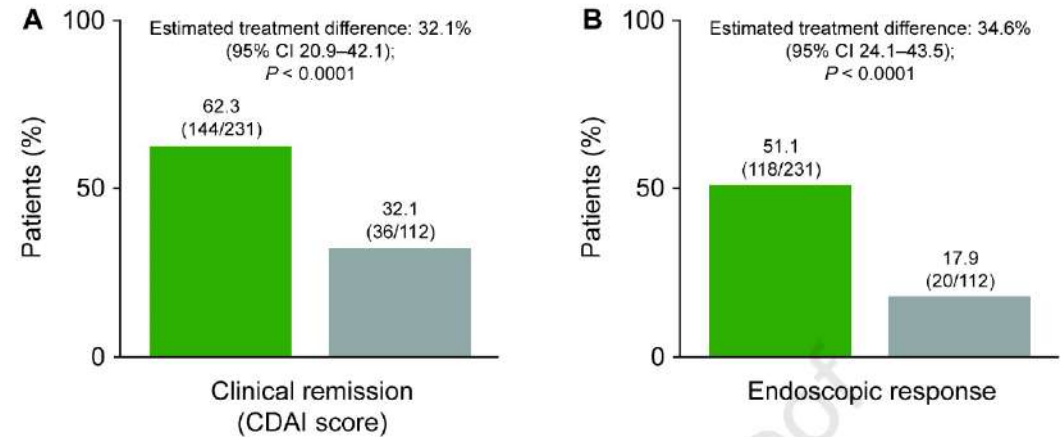 A
Estimated treatment difference: 32.1%
(95% CI 20.9–42.1);
P < 0.0001
100
50
0
Patients (%)
62.3
(144/231)
32.1
(36/112)
Clinical remission
(CDAI score)
B
Estimated treatment difference: 34.6%
(95% CI 24.1–43.5);
P < 0.0001
100
50
0
Patients (%)
51.1
(118/231)
17.9
(20/112)
Endoscopic response